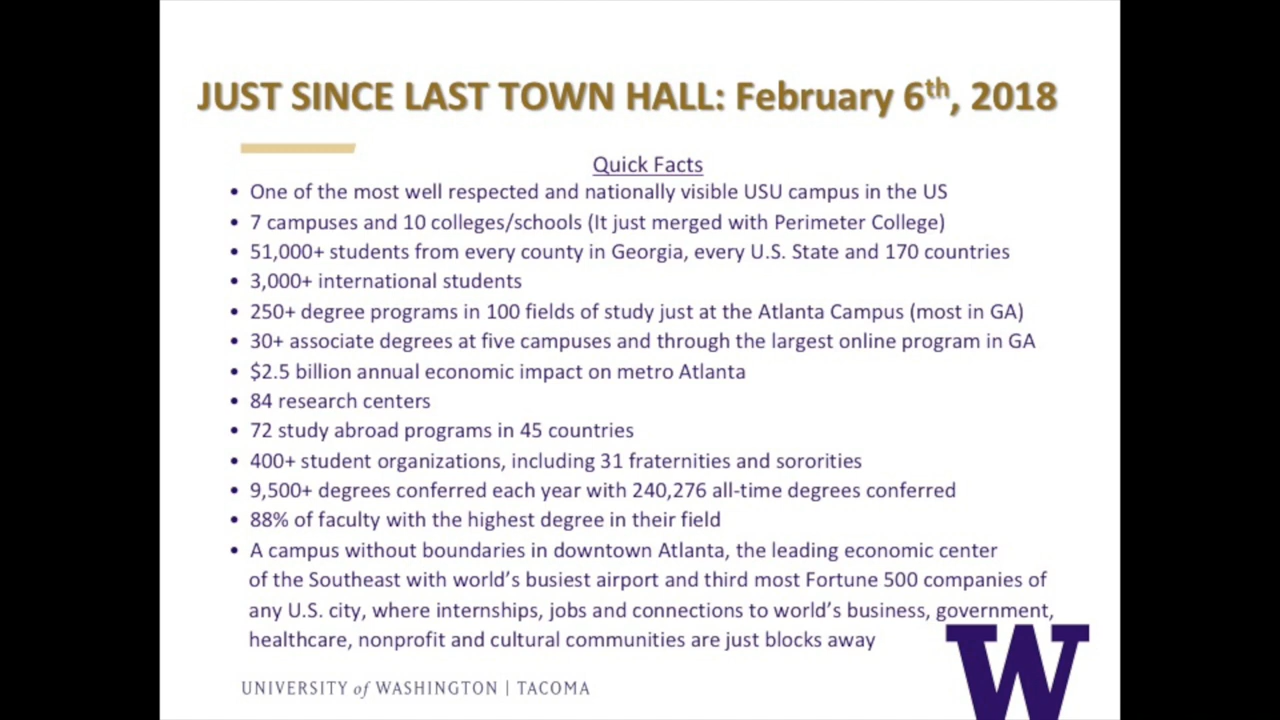 JUST SINCE LAST TOWN HALL: February 6th, 2018
Quick Facts
• One of the most well respected and nationally visible USU campus in the US
• 7 campuses and 10 colleges/schools (It just merged with Perimeter College)
• 51,000+ students from every county in Georgia, every U.S. State and 170 countries
• 3,000+ international students
• 250+ degree programs in 100 fields of study just at the Atlanta Campus (most in GA)
• 30+ associate degrees at five campuses and through the largest online program in GA
• $2.5 billion annual economic impact on metro Atlanta
• 84 research centers
• 72 study abroad programs in 45 countries
• 400+ student organizations, including 31 fraternities and sororities
• 9,500+ degrees conferred each year with 240,276 all-time degrees conferred
• 88% of faculty with the highest degree in their field
• A campus without boundaries in downtown Atlanta, the leading economic center
of the Southeast with world’s busiest airport and third most Fortune 500 companies of
any U.S. city, where internships, jobs and connections to world’s business, government,
healthcare, nonprofit and cultural communities are just blocks away
UNIVERSITY of WASHINGTON | TACOMA
W